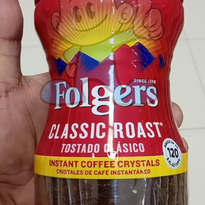 SINCE 1850
Folgers
CLASSIC ROAST
TOSTADO CLÁSICO
120
INSTANT COFFEE CRYSTALS
CRISTALES DE CAFÉ INSTANTÁNEO